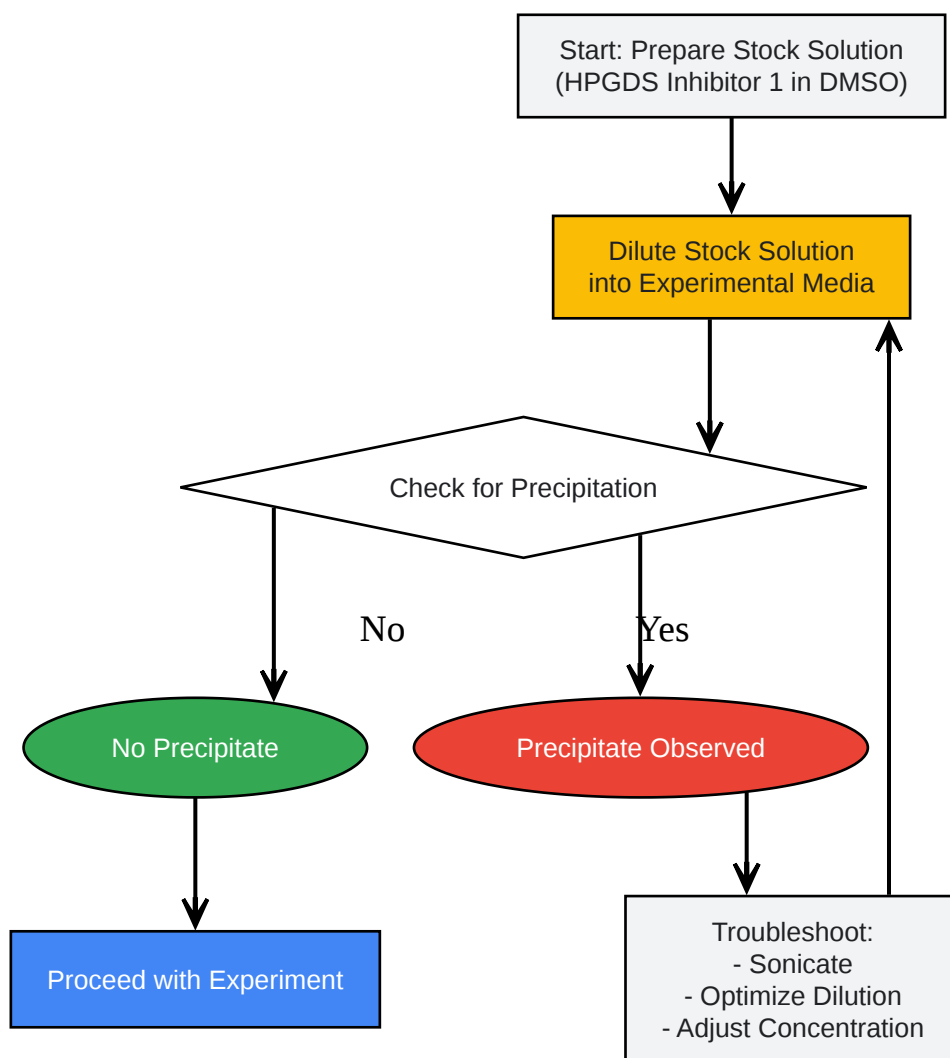 Start: Prepare Stock Solution
(HPGDS Inhibitor 1 in DMSO)
Dilute Stock Solution
into Experimental Media
Check for Precipitation
No
Yes
No Precipitate
Precipitate Observed
Proceed with Experiment
Troubleshoot:
- Sonicate
- Optimize Dilution
- Adjust Concentration